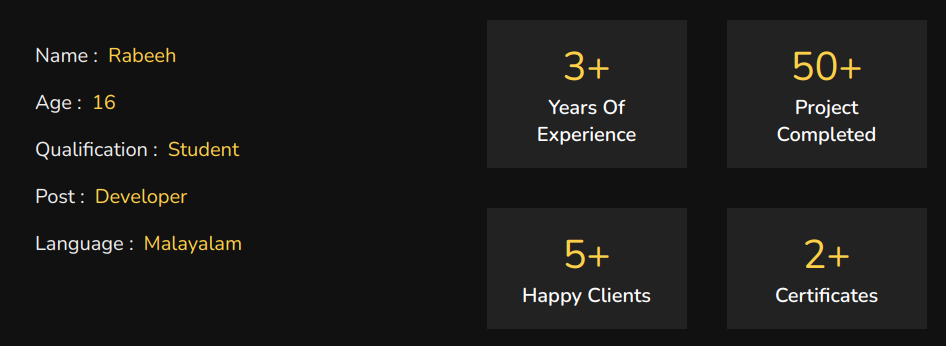 Name : Rabeeh
Age : 16
Qualification : Student
Post : Developer
Language : Malayalam
3+
Years Of
Experience
50+
Project
Completed
5+
Happy Clients
2+
Certificates